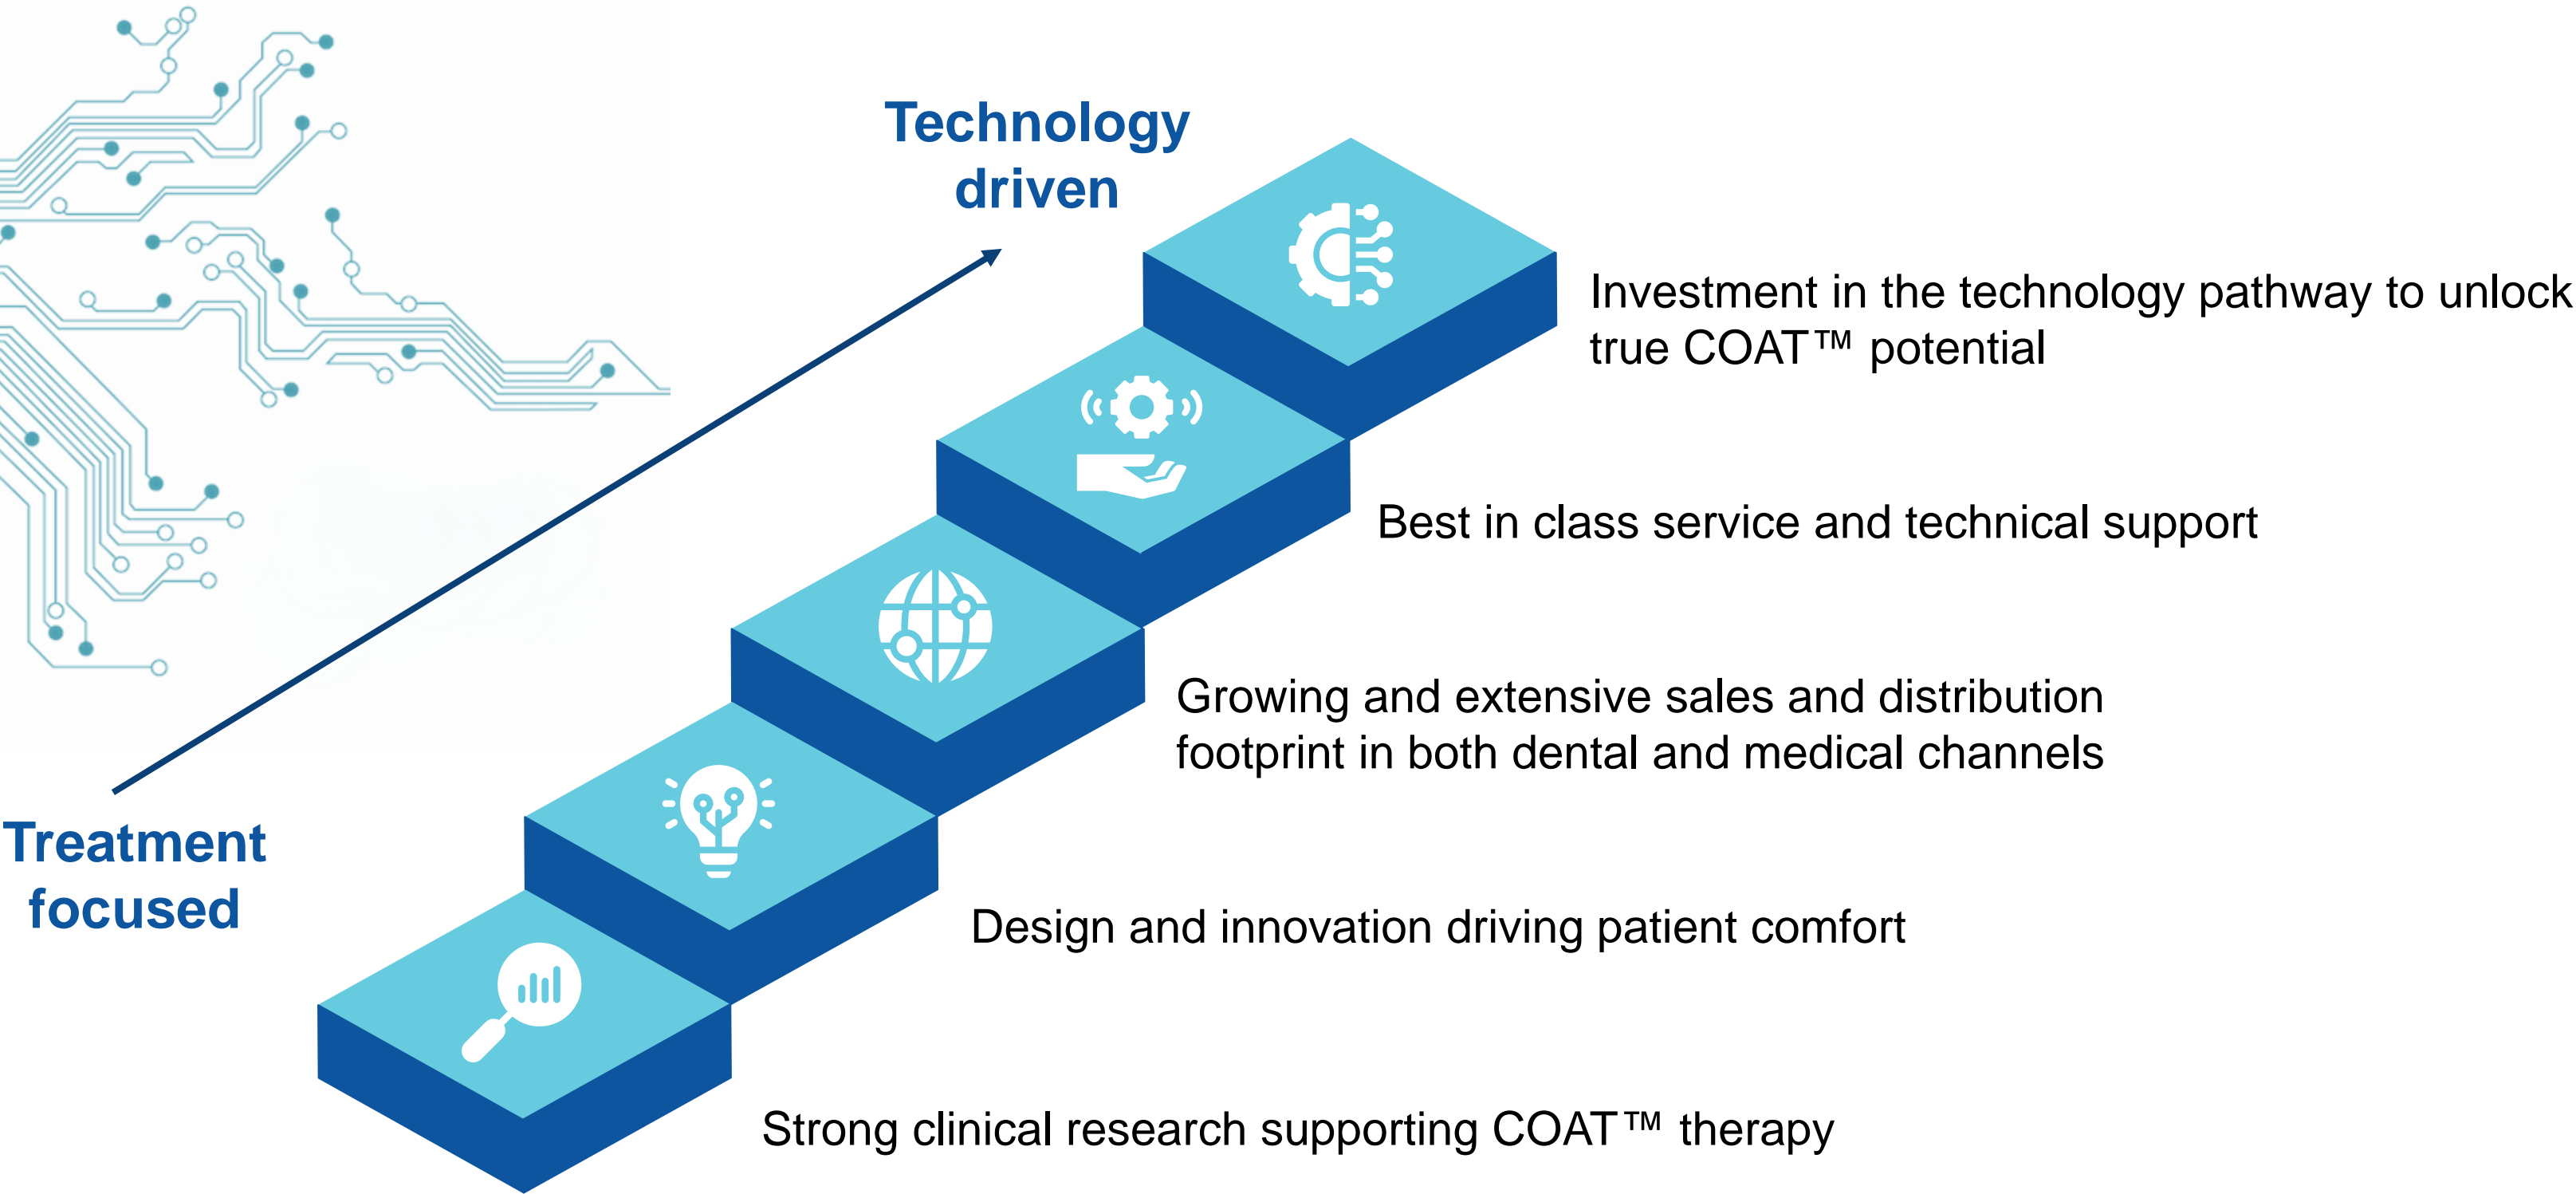 Technology
driven
Investment in the technology pathway to unlock
true COAT™ potential
Best in class service and technical support
Growing and extensive sales and distribution
footprint in both dental and medical channels
Treatment
focused
Design and innovation driving patient comfort
Strong clinical research supporting COAT™ therapy